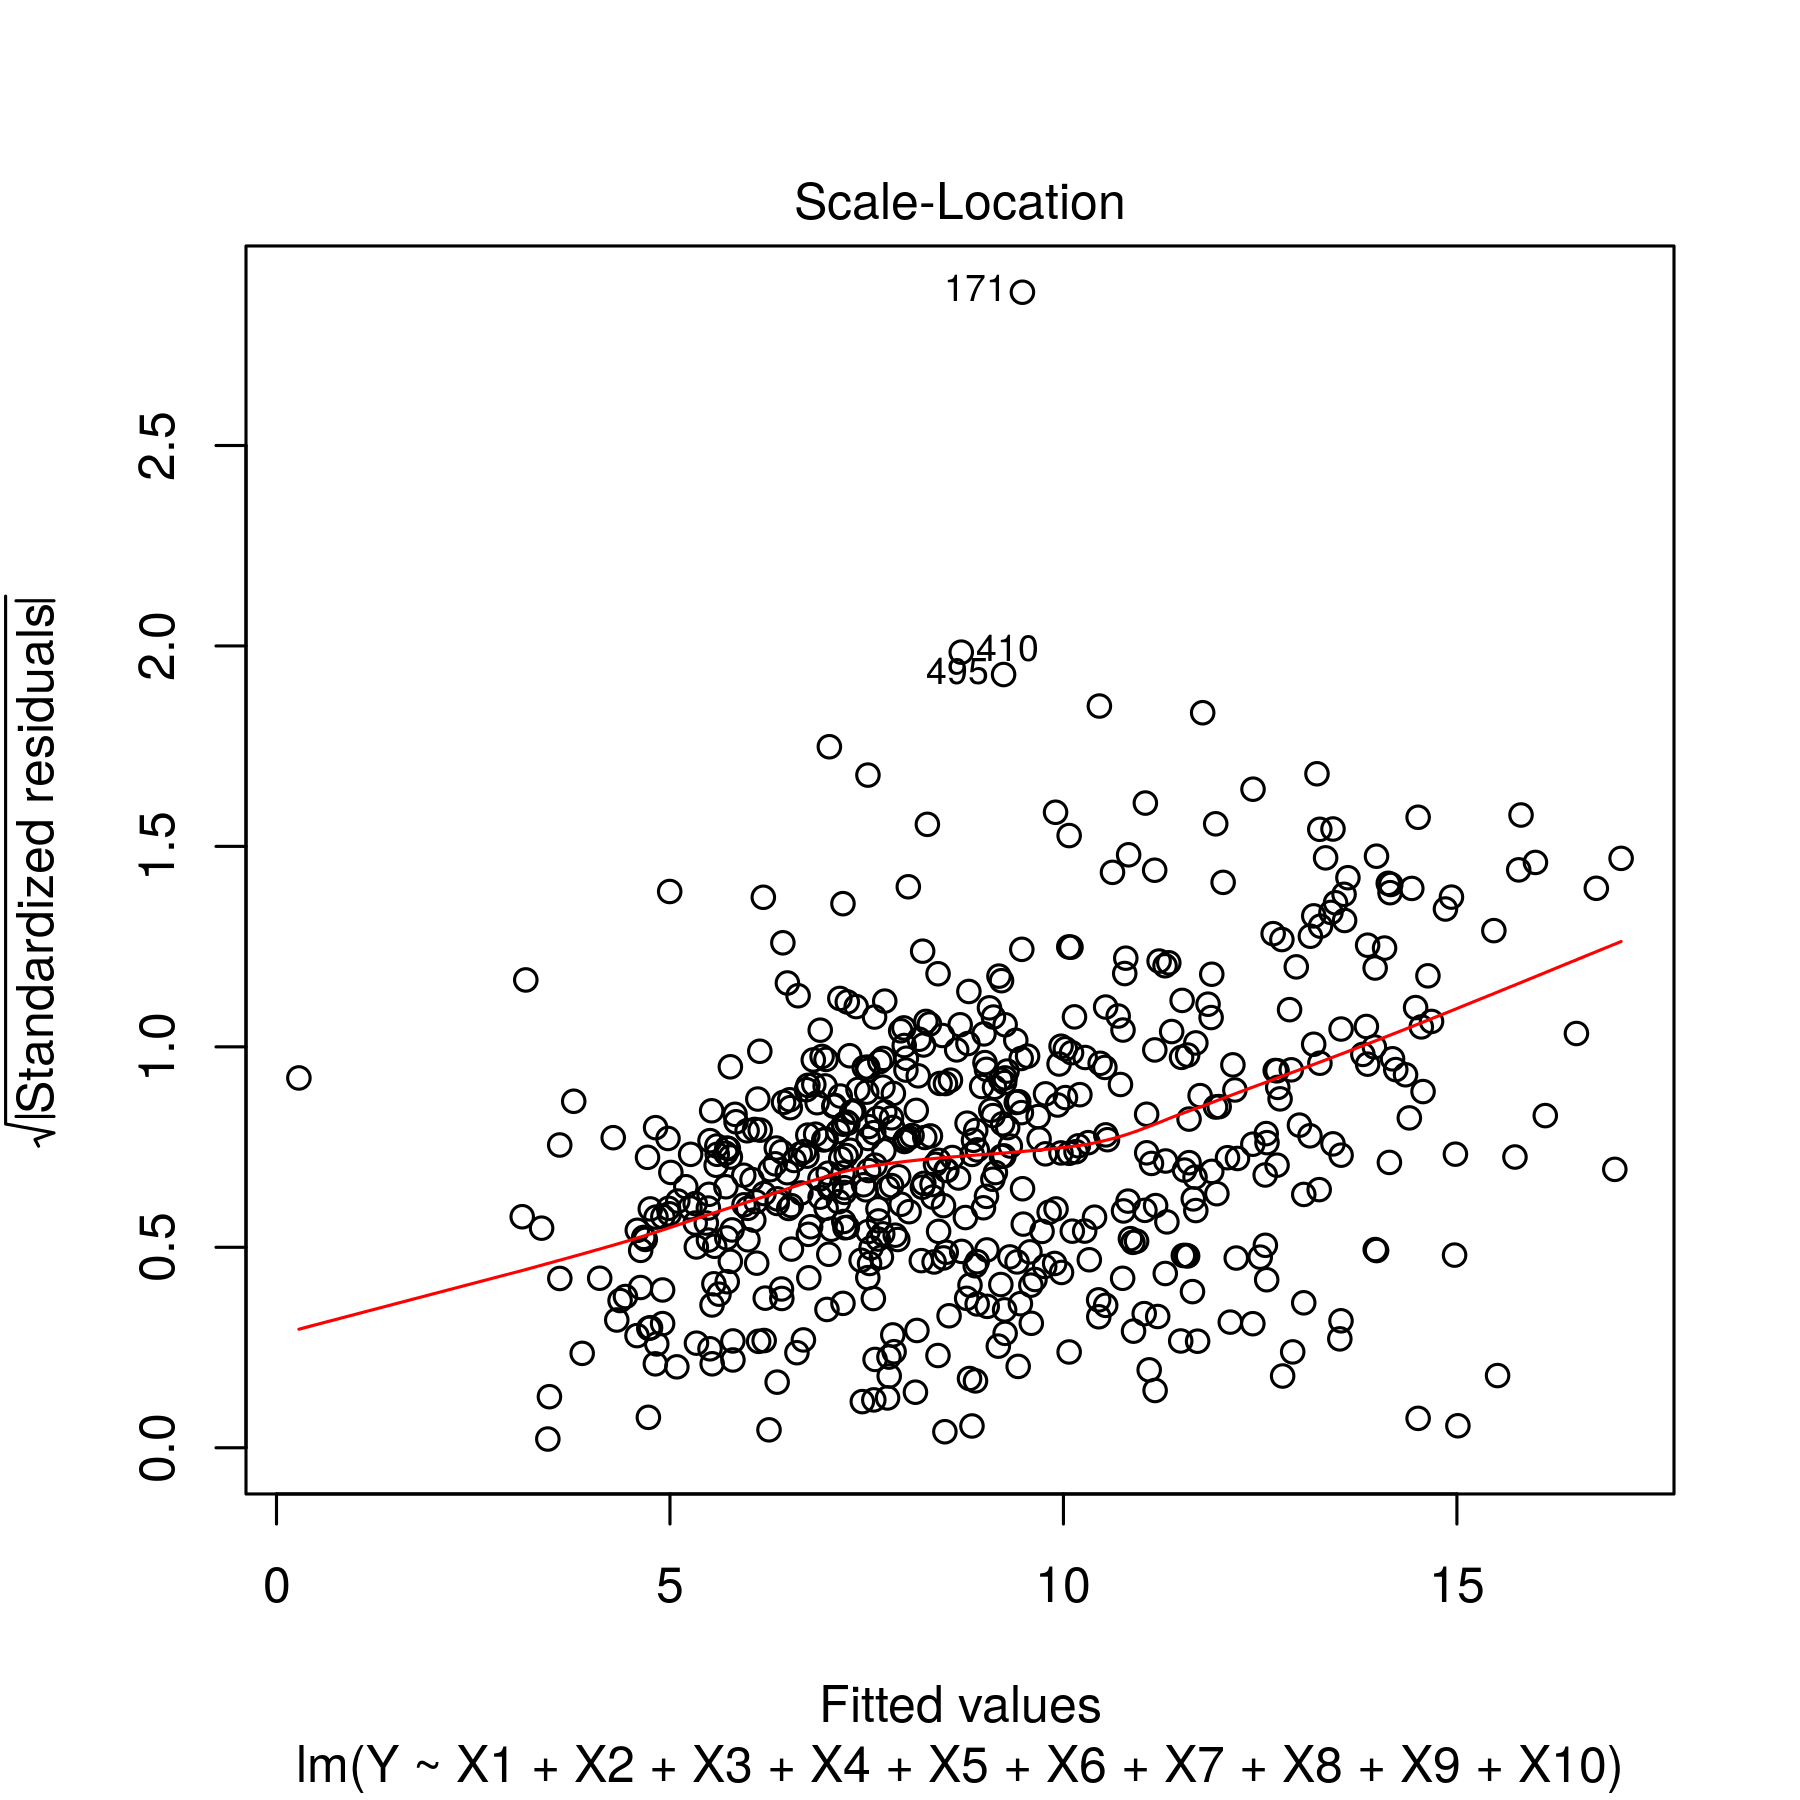 Scale-Location
171
410
495
2.5
2.0
1.5
1.0
0.5
0.0
√|Standardized residuals|
0 5 10 15
Fitted values
lm(Y ~ X1 + X2 + X3 + X4 + X5 + X6 + X7 + X8 + X9 + X10)